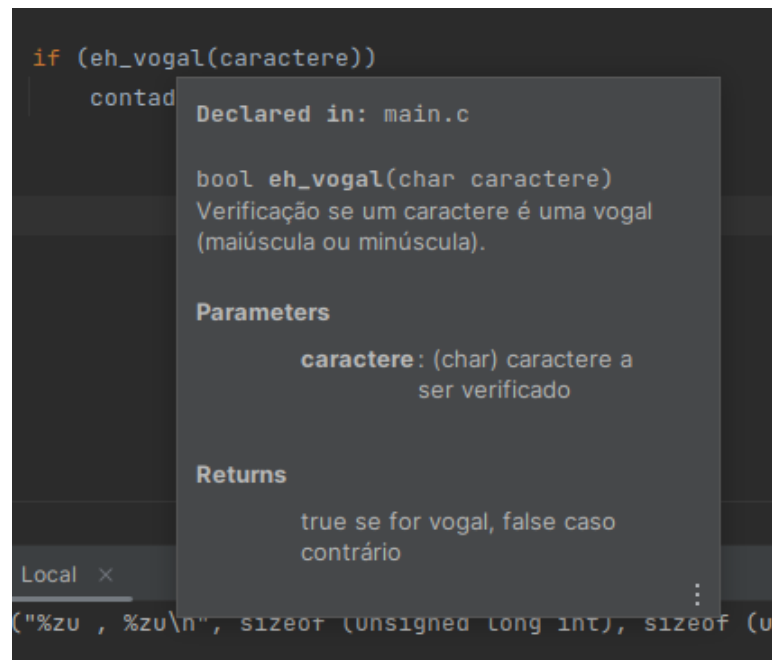 if (eh_vogal(caractere))
contad
Declared in: main.c
bool eh_vogal(char caractere)
Verificação se um caractere é uma vogal
(maiúscula ou minúscula).
Parameters
caractere: (char) caractere a
ser verificado
Returns
true se for vogal, false caso
contrário
Local ×
("%zu , %zu\n", sizeof (unsigned long int), sizeof (u